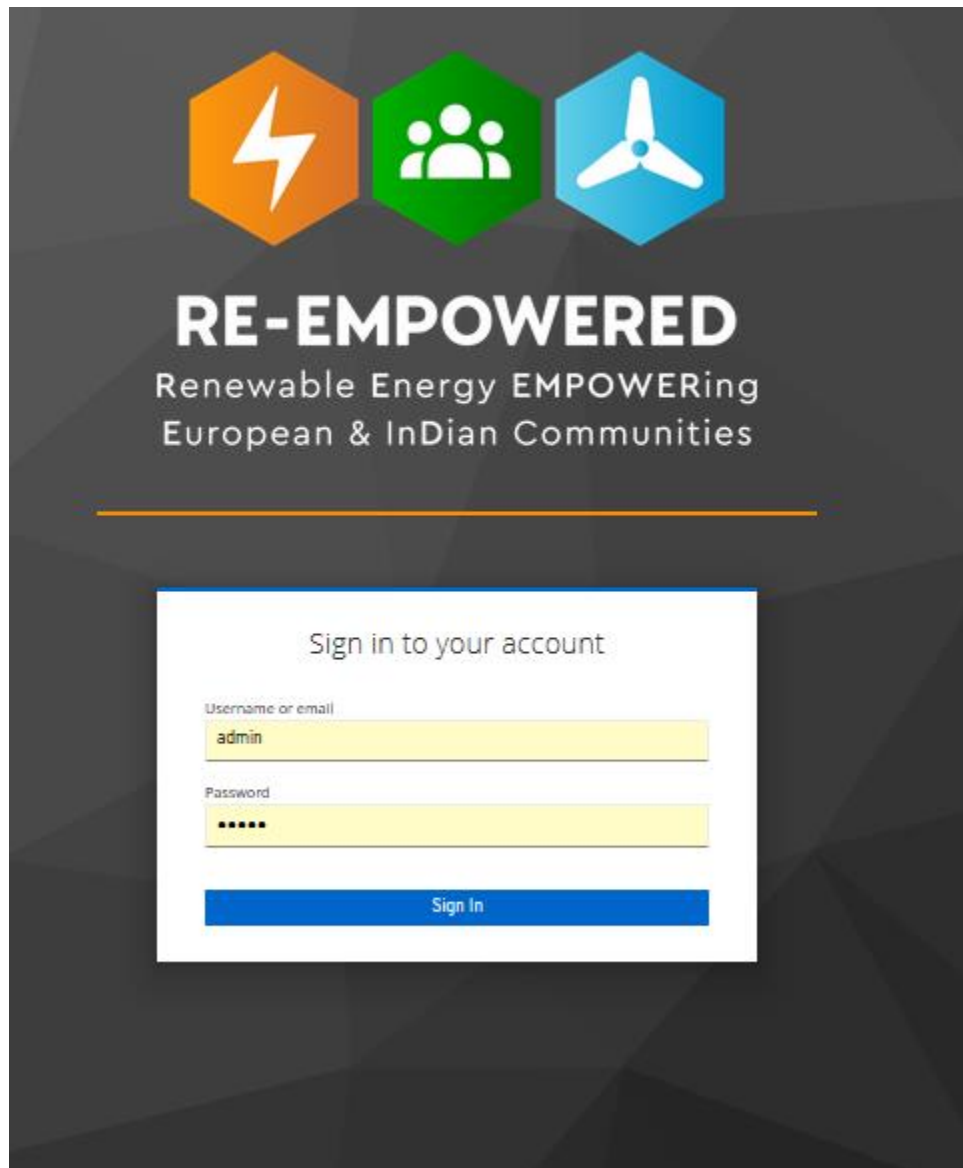 RE-EMPOWERED
Renewable Energy EMPOWERing
European & InDian Communities
Sign in to your account
Username or email
admin
Password
•••••
Sign In